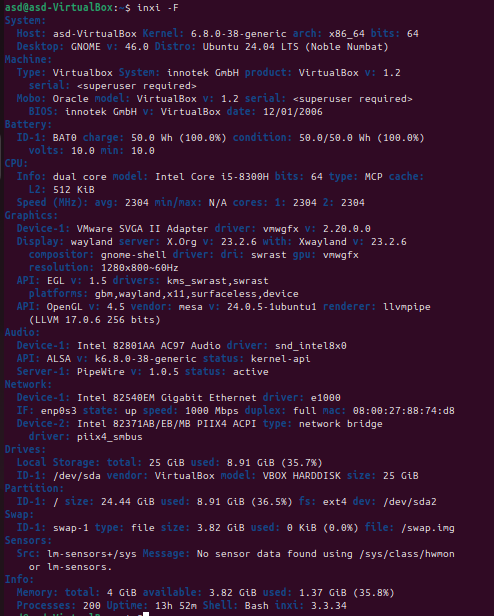 asd@asd-VirtualBox:~$ inxi -F
System:
Host: asd-VirtualBox Kernel: 6.8.0-38-generic arch: x86_64 bits: 64
Desktop: GNOME v: 46.0 Distro: Ubuntu 24.04 LTS (Noble Numbat)
Machine:
Type: Virtualbox System: innotek GmbH product: VirtualBox v: 1.2
serial: <superuser required>
Mobo: Oracle model: VirtualBox v: 1.2 serial: <superuser required>
BIOS: innotek GmbH v: VirtualBox date: 12/01/2006
Battery:
ID-1: BAT0 charge: 50.0 Wh (100.0%) condition: 50.0/50.0 Wh (100.0%)
volts: 10.0 min: 10.0
CPU:
Info: dual core model: Intel Core i5-8300H bits: 64 type: MCP cache:
L2: 512 KiB
Speed (MHz): avg: 2304 min/max: N/A cores: 1: 2304 2: 2304
Graphics:
Device-1: VMware SVGA II Adapter driver: vmwgfx v: 2.20.0.0
Display: wayland server: X.Org v: 23.2.6 with: Xwayland v: 23.2.6
compositor: gnome-shell driver: dri: swrast gpu: vmwgfx
resolution: 1280x800~60Hz
API: EGL v: 1.5 drivers: kms_swrast,swrast
platforms: gbm,wayland,x11,surfaceless,device
API: OpenGL v: 4.5 vendor: mesa v: 24.0.5-1ubuntu1 renderer: llvmpipe
(LLVM 17.0.6 256 bits)
Audio:
Device-1: Intel 82801AA AC97 Audio driver: snd_intel8x0
API: ALSA v: k6.8.0-38-generic status: kernel-api
Server-1: PipeWire v: 1.0.5 status: active
Network:
Device-1: Intel 82540EM Gigabit Ethernet driver: e1000
IF: enp0s3 state: up speed: 1000 Mbps duplex: full mac: 08:00:27:88:74:d8
Device-2: Intel 82371AB/EB/MB PIIX4 ACPI type: network bridge
driver: piix4_smbus
Drives:
Local Storage: total: 25 GiB used: 8.91 GiB (35.7%)
ID-1: /dev/sda vendor: VirtualBox model: VBOX HARDDISK size: 25 GiB
Partition:
ID-1: / size: 24.44 GiB used: 8.91 GiB (36.5%) fs: ext4 dev: /dev/sda2
Swap:
ID-1: swap-1 type: file size: 3.82 GiB used: 0 KiB (0.0%) file: /swap.img
Sensors:
Src: lm-sensors+/sys Message: No sensor data found using /sys/class/hwmon
or lm-sensors.
Info:
Memory: total: 4 GiB available: 3.82 GiB used: 1.37 GiB (35.8%)
Processes: 200 Uptime: 13h 52m Shell: Bash inxi: 3.3.34